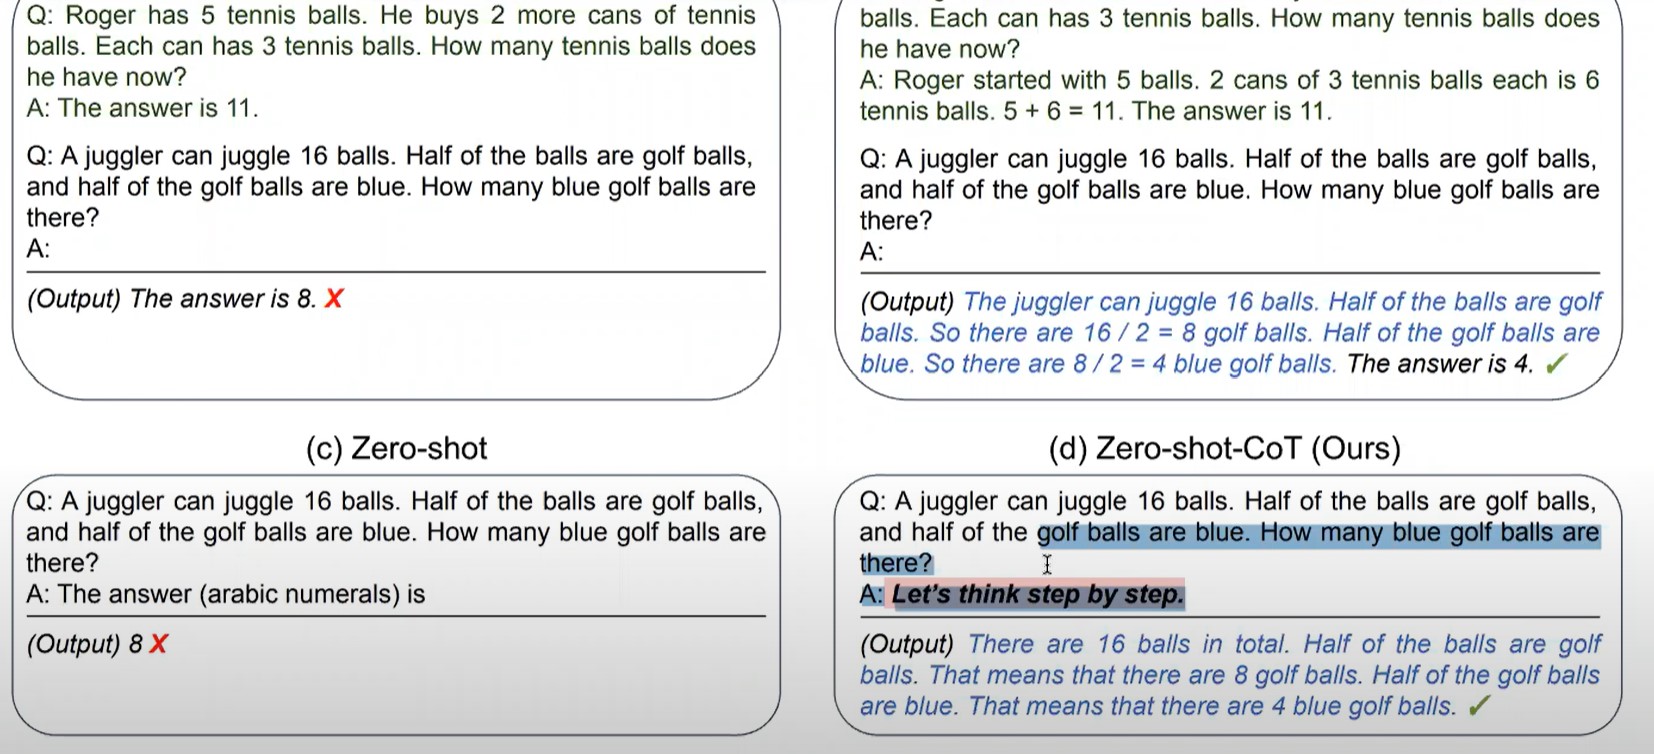 Q: Roger has 5 tennis balls. He buys 2 more cans of tennis
balls. Each can has 3 tennis balls. How many tennis balls does
he have now?
A: The answer is 11.
Q: A juggler can juggle 16 balls. Half of the balls are golf balls,
and half of the golf balls are blue. How many blue golf balls are
there?
A:
(Output) The answer is 8. ✗
balls. Each can has 3 tennis balls. How many tennis balls does
he have now?
A: Roger started with 5 balls. 2 cans of 3 tennis balls each is 6
tennis balls. 5 + 6 = 11. The answer is 11.
Q: A juggler can juggle 16 balls. Half of the balls are golf balls,
and half of the golf balls are blue. How many blue golf balls are
there?
A:
(Output) The juggler can juggle 16 balls. Half of the balls are golf
balls. So there are 16 / 2 = 8 golf balls. Half of the golf balls are
blue. So there are 8 / 2 = 4 blue golf balls. The answer is 4. ✓
(c) Zero-shot
Q: A juggler can juggle 16 balls. Half of the balls are golf balls,
and half of the golf balls are blue. How many blue golf balls are
there?
A: The answer (arabic numerals) is
(Output) 8 ✗
(d) Zero-shot-CoT (Ours)
Q: A juggler can juggle 16 balls. Half of the balls are golf balls,
and half of the golf balls are blue. How many blue golf balls are
there?
A: Let's think step by step.
(Output) There are 16 balls in total. Half of the balls are golf
balls. That means that there are 8 golf balls. Half of the golf balls
are blue. That means that there are 4 blue golf balls. ✓